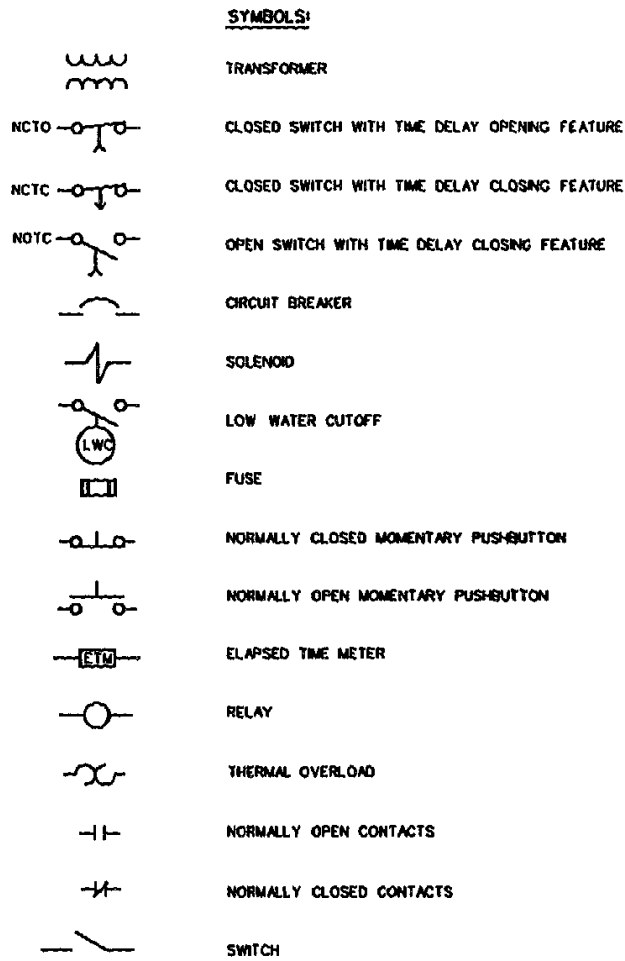 SYMBOLS:
TRANSFORMER
NCTO CLOSED SWITCH WITH TIME DELAY OPENING FEATURE
NCTC CLOSED SWITCH WITH TIME DELAY CLOSING FEATURE
NOTC OPEN SWITCH WITH TIME DELAY CLOSING FEATURE
CIRCUIT BREAKER
SOLENOID
LOW WATER CUTOFF
LWC
FUSE
NORMALLY CLOSED MOMENTARY PUSHBUTTON
NORMALLY OPEN MOMENTARY PUSHBUTTON
ETM ELAPSED TIME METER
RELAY
THERMAL OVERLOAD
NORMALLY OPEN CONTACTS
NORMALLY CLOSED CONTACTS
SWITCH